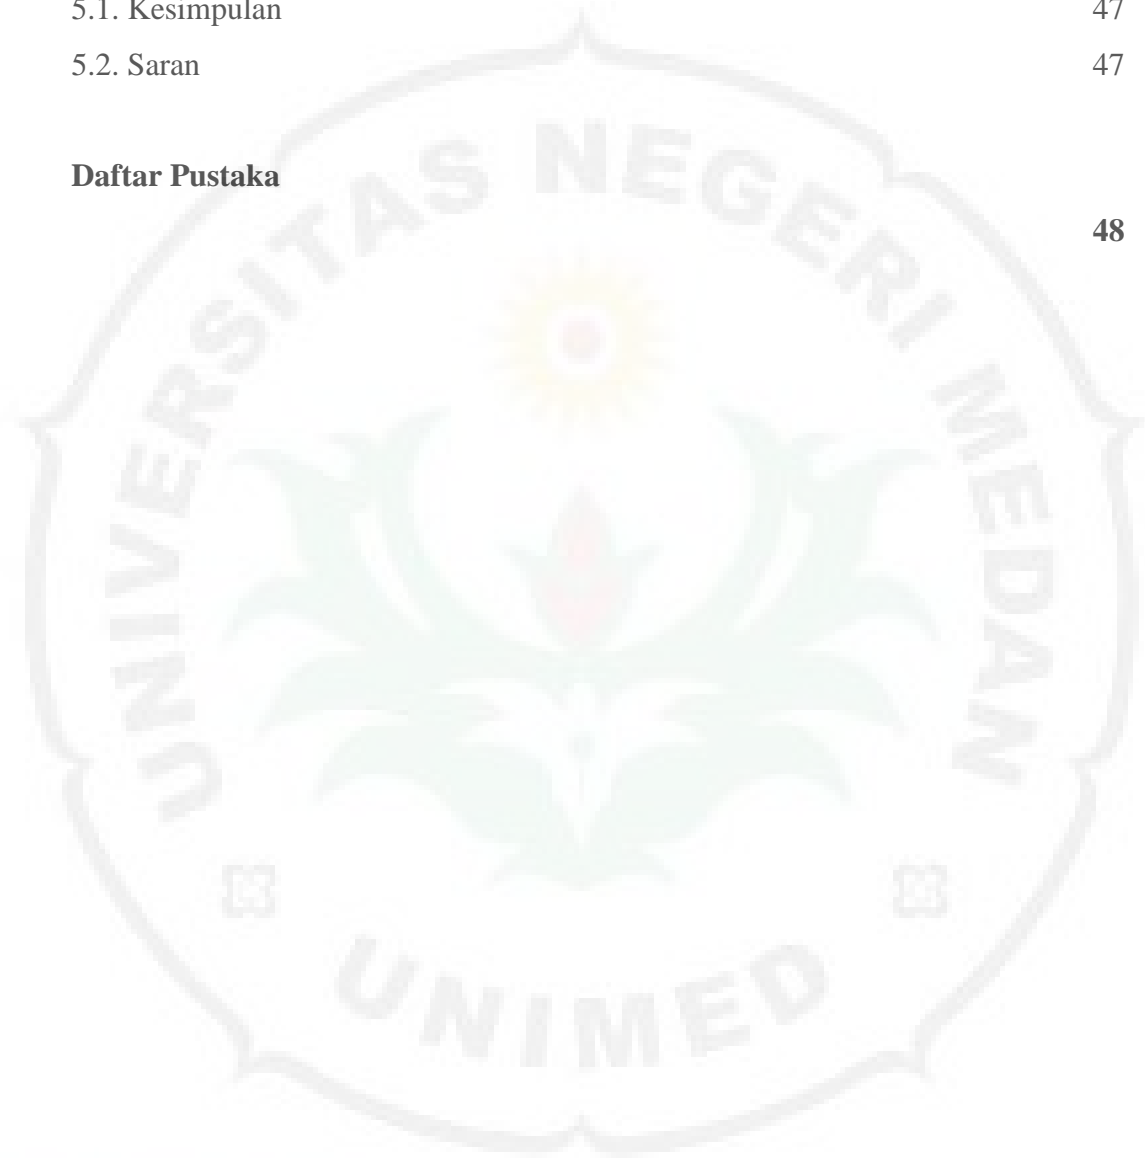 5.1. Kesimpulan 47
5.2. Saran 47
Daftar Pustaka
48
UNIVERSITAS NEGERI MEDAN
UNIMED